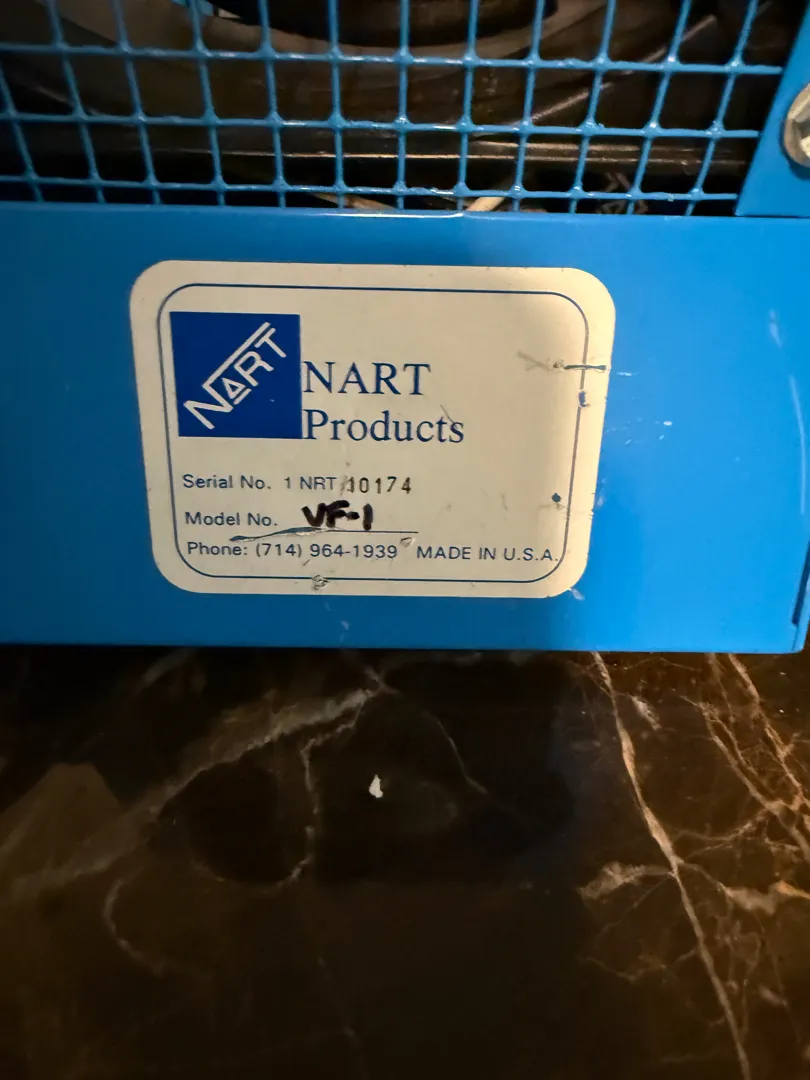 NART
NART
Products
Serial No. 1 NRT 10174
Model No. VF-1
Phone: (714) 964-1939 MADE IN U.S.A.